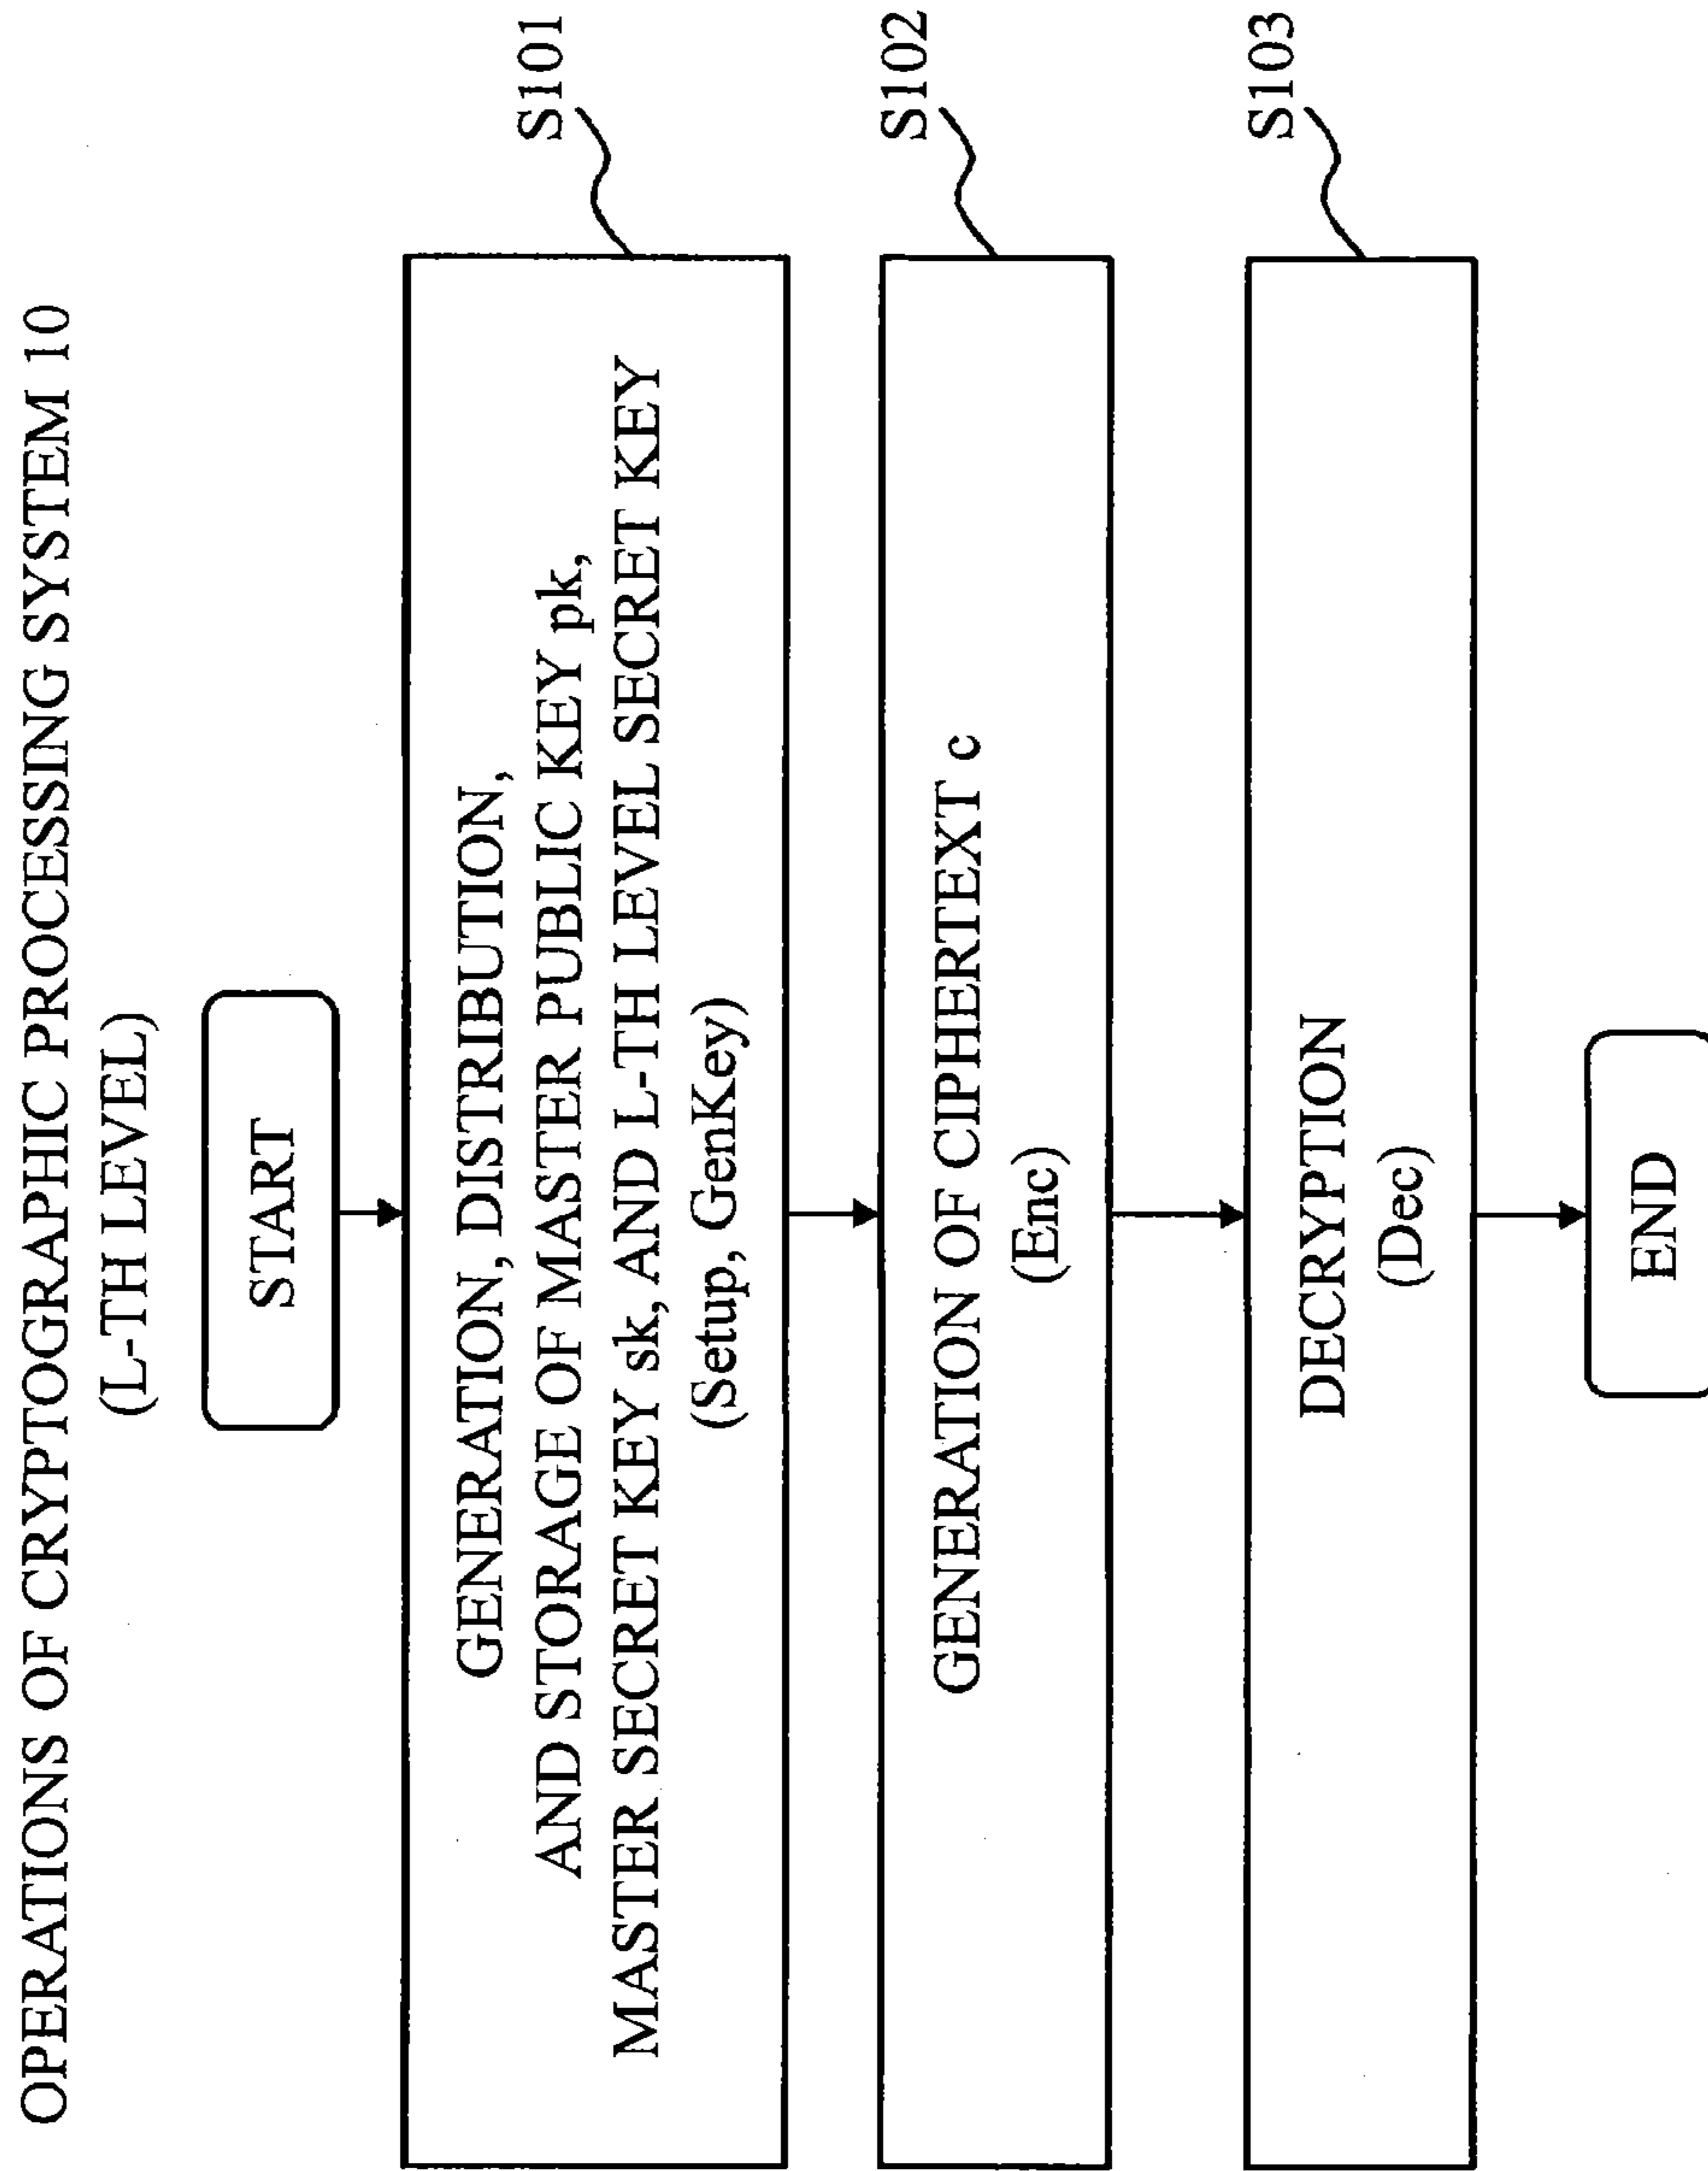 OPERATIONS OF CRYPTOGRAPHIC PROCESSING SYSTEM 10
(L-TH LEVEL)
START
GENERATION, DISTRIBUTION,
AND STORAGE OF MASTER PUBLIC KEY pk,
MASTER SECRET KEY sk, AND L-TH LEVEL SECRET KEY
(Setup, GenKey)
S101
GENERATION OF CIPHERTEXT c
(Enc)
S102
DECRYPTION
(Dec)
S103
END